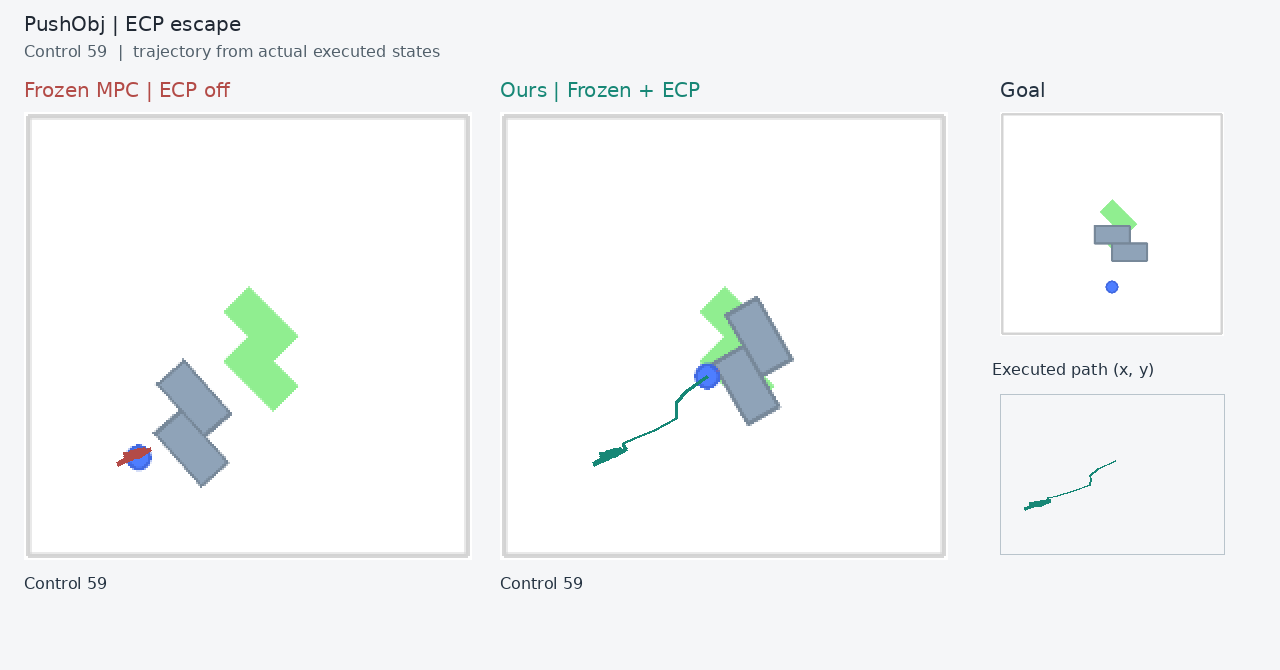 PushObj | ECP escape
Control 59 | trajectory from actual executed states
Frozen MPC | ECP off
Ours | Frozen + ECP
Goal
Executed path (x, y)
Control 59
Control 59